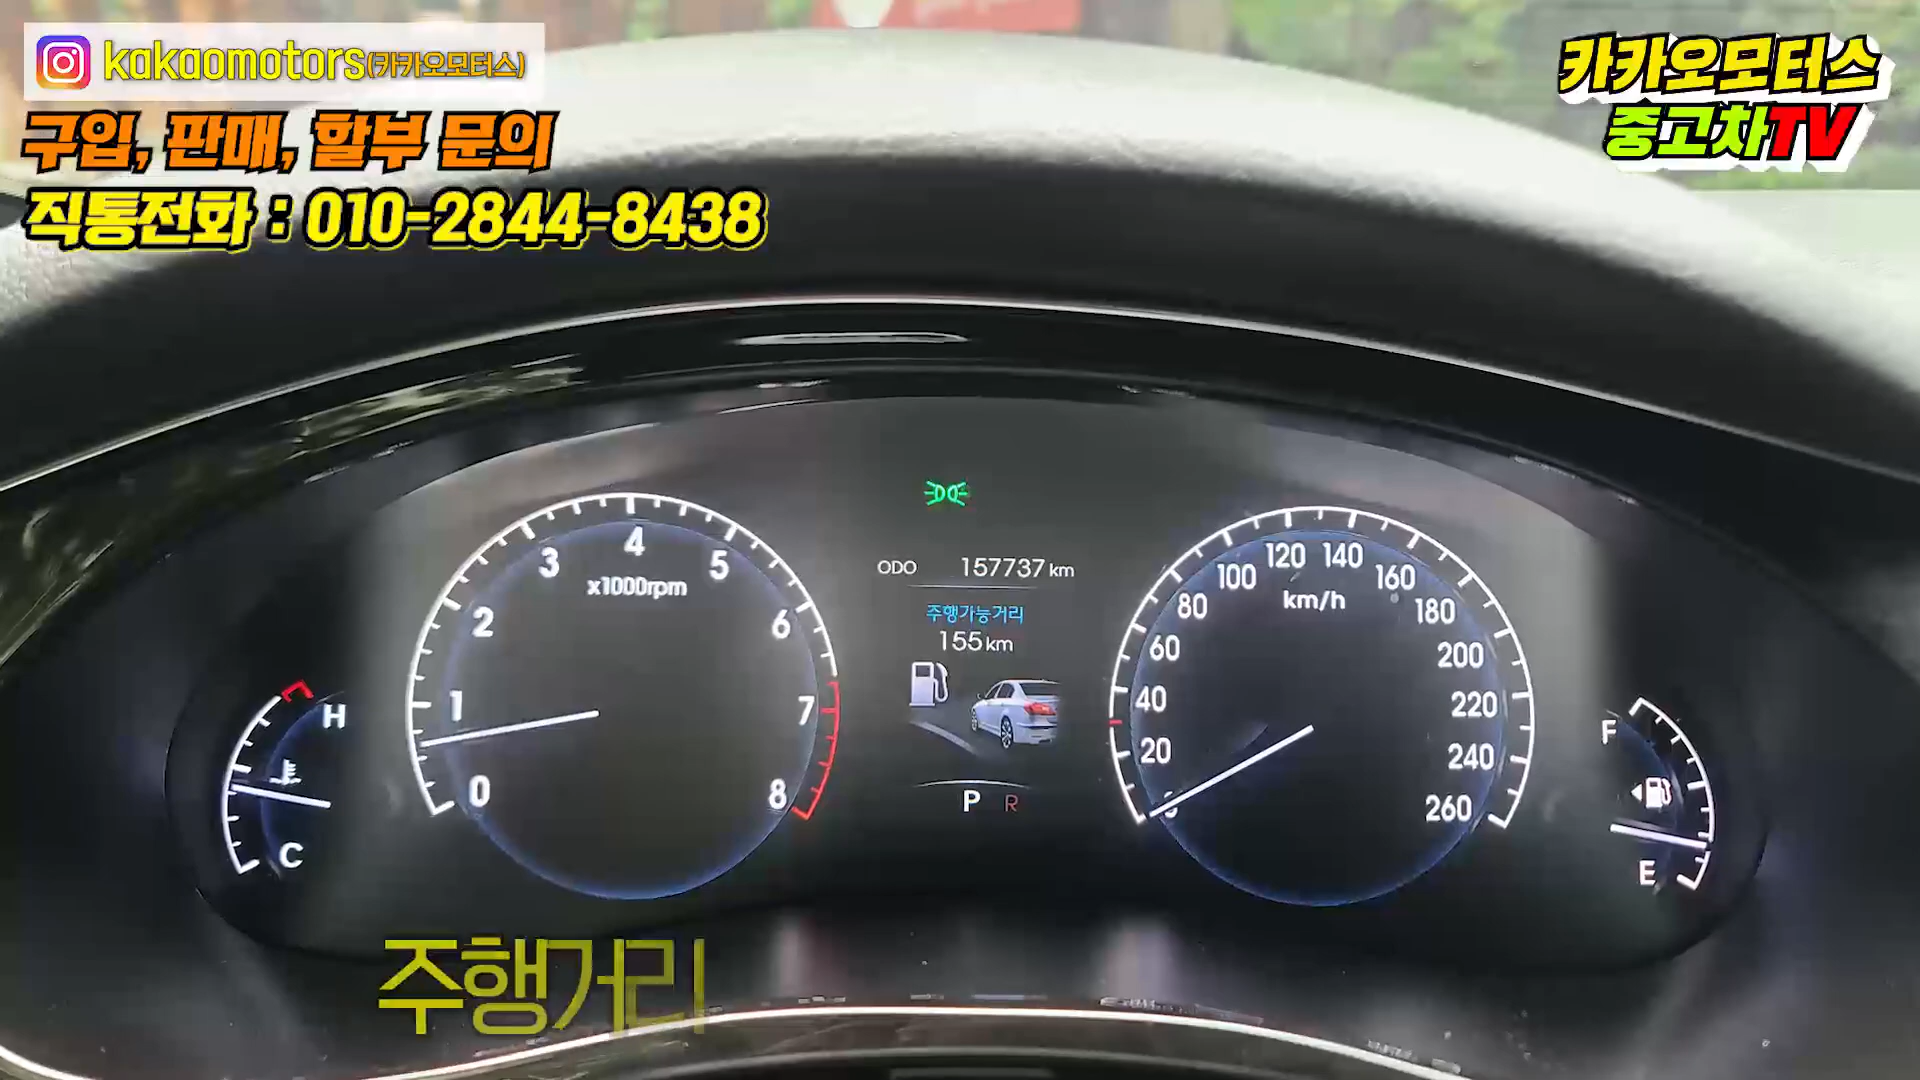 kakaomotors(카카오모터스)
구입, 판매, 할부 문의
직통전화 : 010-2844-8438
카카오모터스
중고차TV
ODO 157737 km
주행가능거리
155 km
P R
0 1 2 3 4 5 6 7 8
x1000rpm
20 40 60 80 100 120 140 160 180 200 220 240 260
km/h
H
C
F
E
주행거리